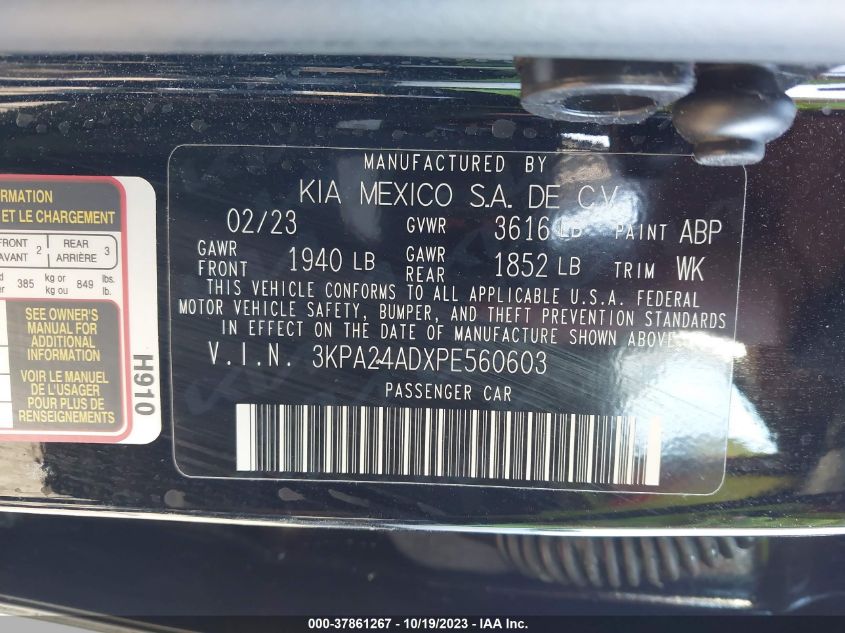 MANUFACTURED BY
KIA MEXICO S.A. DE C.V.
02/23 GVWR 3616 LB PAINT ABP
GAWR FRONT 1940 LB GAWR REAR 1852 LB TRIM WK
THIS VEHICLE CONFORMS TO ALL APPLICABLE U.S.A. FEDERAL
MOTOR VEHICLE SAFETY, BUMPER, AND THEFT PREVENTION STANDARDS
IN EFFECT ON THE DATE OF MANUFACTURE SHOWN ABOVE.
V.I.N. 3KPA24ADXPE560603
PASSENGER CAR
ET LE CHARGEMENT
FRONT 2 REAR 3
AVANT ARRIÈRE
385 kg or 849 lbs.
kg ou lb.
SEE OWNER'S
MANUAL FOR
ADDITIONAL
INFORMATION
VOIR LE MANUEL
DE L'USAGER
POUR PLUS DE
RENSEIGNEMENTS
H910
000-37861267 - 10/19/2023 - IAA Inc.